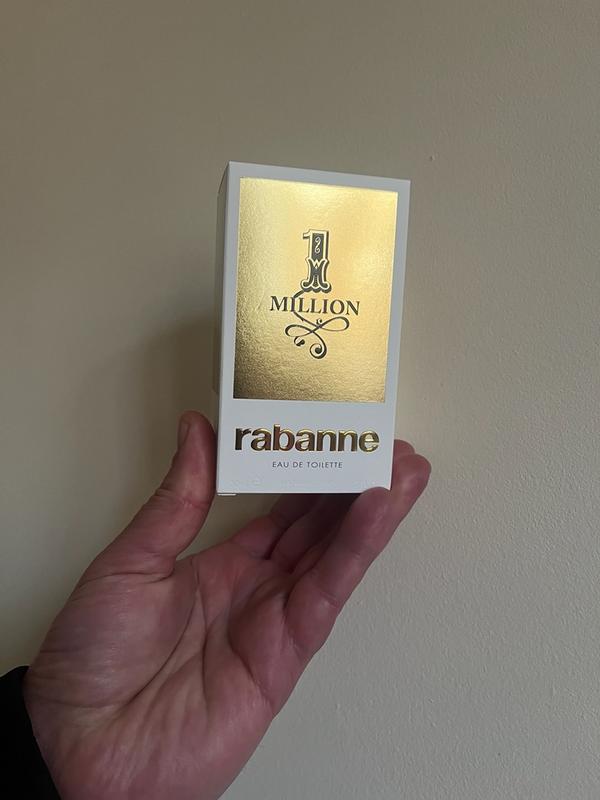 1
MILLION
rabanne
EAU DE TOILETTE